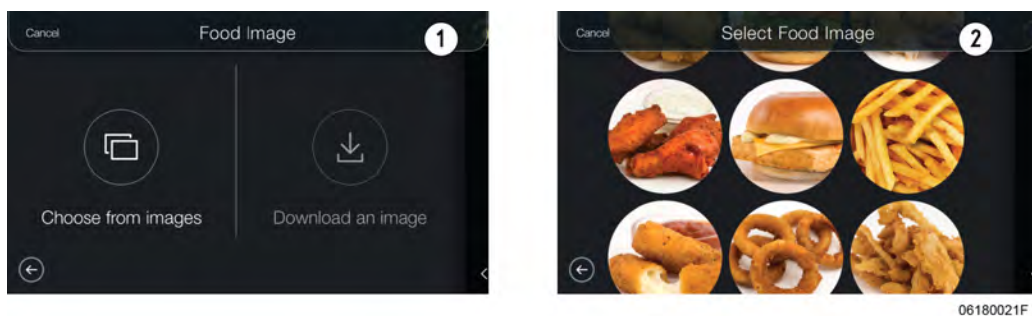 Cancel Food Image 1
Choose from images Download an image
Cancel Select Food Image 2
06180021F